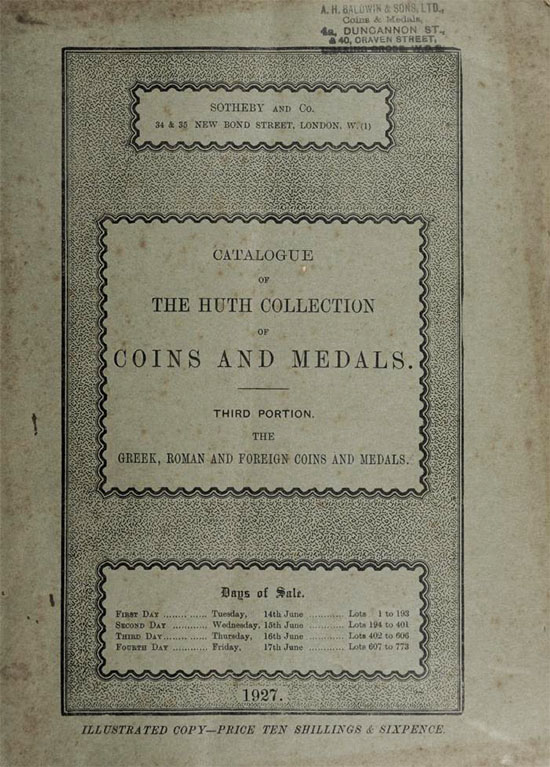 A. H. BALDWIN & SONS, LTD.,
Coins & Medals,
4a, DUNCANNON ST.,
& 40, CRAVEN STREET,
CHARING CROSS, W.C.2.
SOTHEBY AND CO.
34 & 35 NEW BOND STREET, LONDON, W.(1)
CATALOGUE
OF
THE HUTH COLLECTION
OF
COINS AND MEDALS.
THIRD PORTION.
THE
GREEK, ROMAN AND FOREIGN COINS AND MEDALS.
Days of Sale.
FIRST DAY ............ Tuesday, 14th June .......... Lots 1 to 193
SECOND DAY ............ Wednesday, 15th June .......... Lots 194 to 401
THIRD DAY ............ Thursday, 16th June .......... Lots 402 to 606
FOURTH DAY ............ Friday, 17th June .......... Lots 607 to 773
1927.
ILLUSTRATED COPY—PRICE TEN SHILLINGS & SIXPENCE.